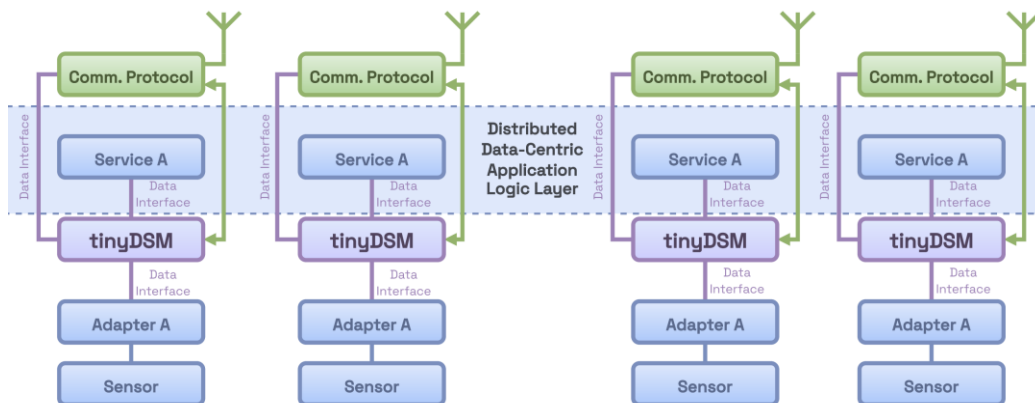 Comm. Protocol
Comm. Protocol
Comm. Protocol
Comm. Protocol
Data Interface
Data Interface
Data Interface
Data Interface
Distributed
Data-Centric
Application
Logic Layer
Service A
Service A
Service A
Service A
Data
Interface
Data
Interface
Data
Interface
Data
Interface
tinyDSM
tinyDSM
tinyDSM
tinyDSM
Data
Interface
Data
Interface
Data
Interface
Data
Interface
Adapter A
Adapter A
Adapter A
Adapter A
Sensor
Sensor
Sensor
Sensor